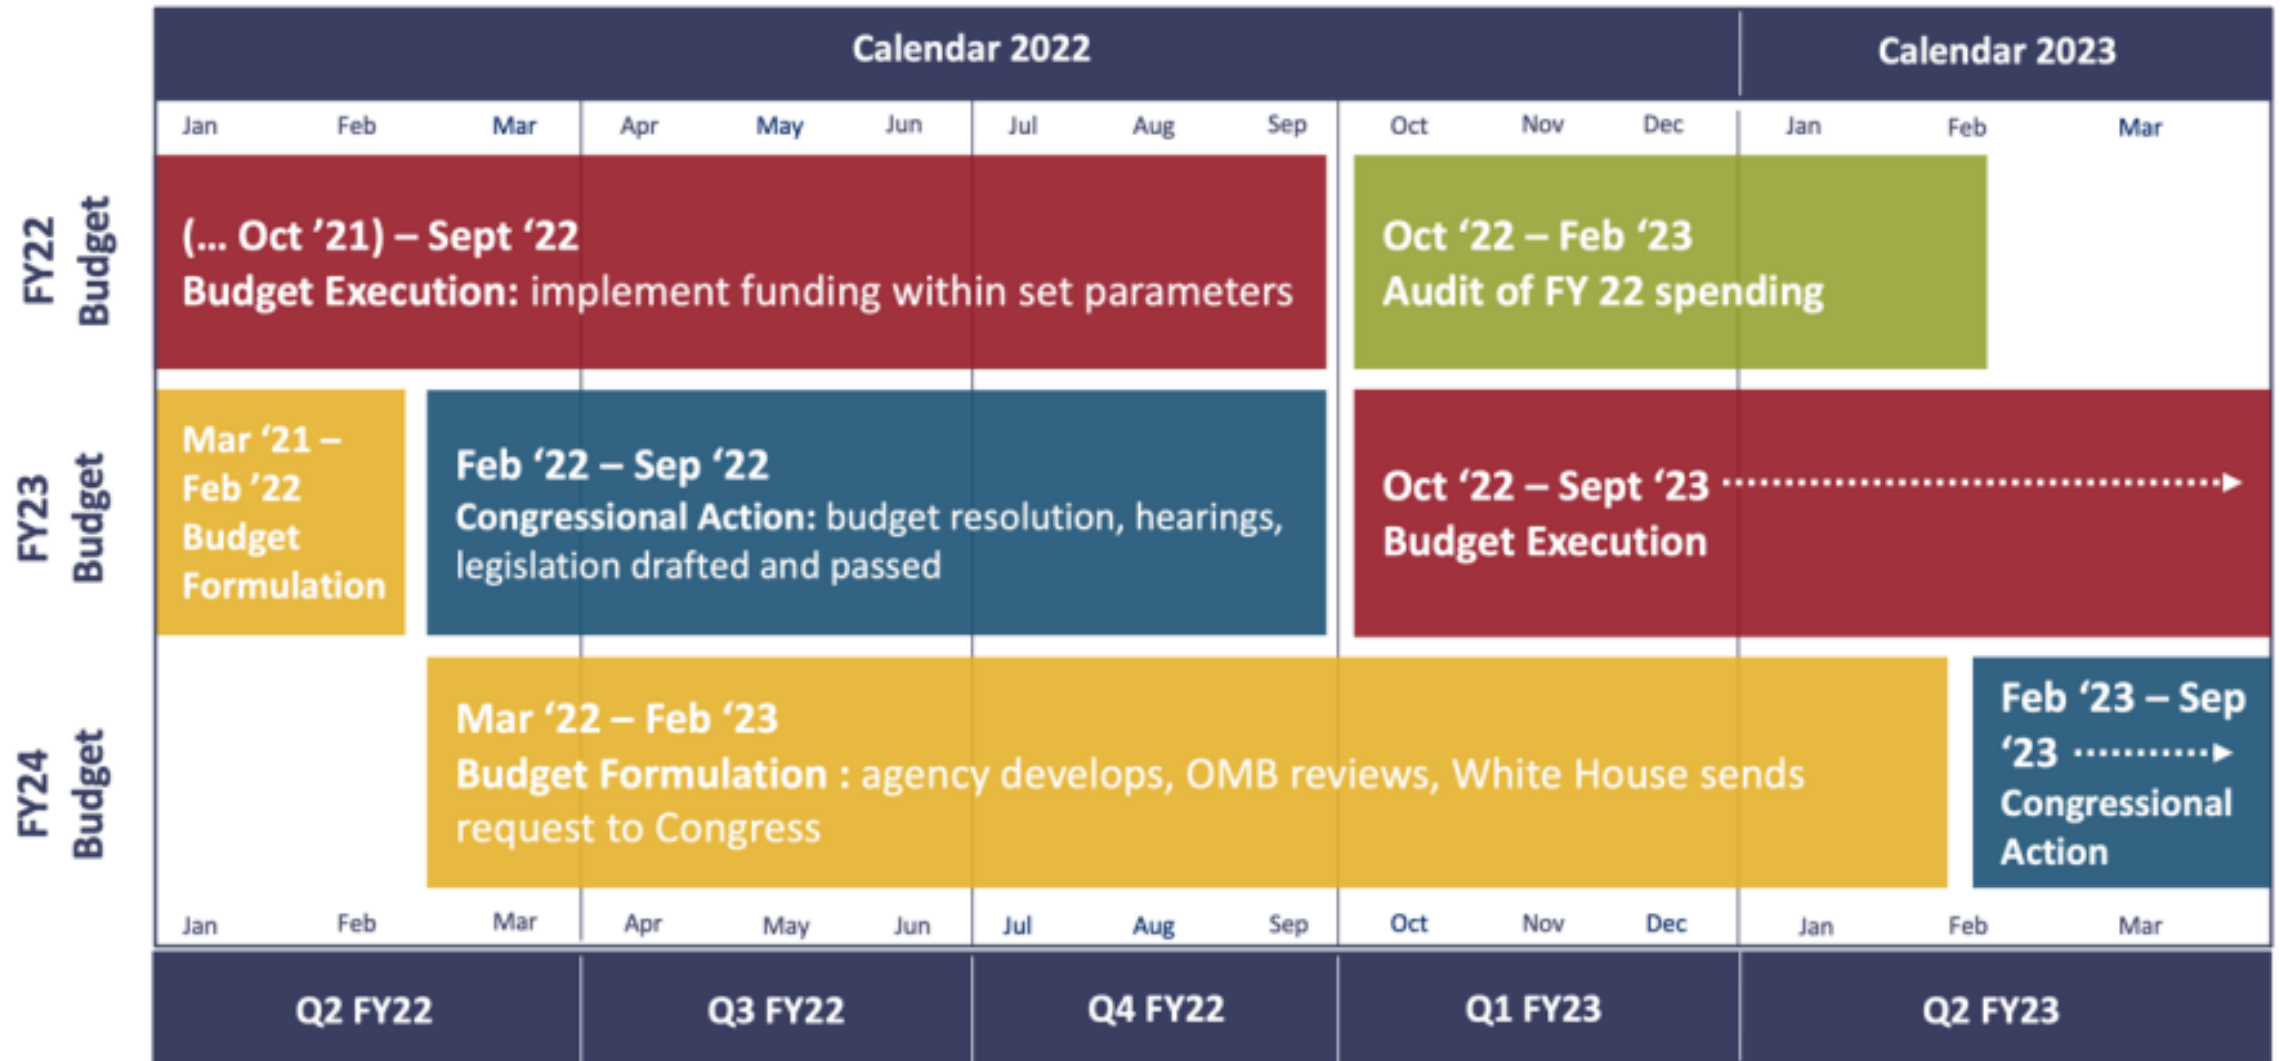 Calendar 2022
Calendar 2023
Jan Feb Mar Apr May Jun Jul Aug Sep Oct Nov Dec Jan Feb Mar
FY22
Budget
(... Oct ’21) – Sept ‘22
Budget Execution: implement funding within set parameters
Oct ‘22 – Feb ‘23
Audit of FY 22 spending
FY23
Budget
Mar ‘21 –
Feb ’22
Budget
Formulation
Feb ‘22 – Sep ‘22
Congressional Action: budget resolution, hearings,
legislation drafted and passed
Oct ‘22 – Sept ‘23
Budget Execution
FY24
Budget
Mar ‘22 – Feb ‘23
Budget Formulation : agency develops, OMB reviews, White House sends
request to Congress
Feb ‘23 – Sep
‘23
Congressional
Action
Jan Feb Mar Apr May Jun Jul Aug Sep Oct Nov Dec Jan Feb Mar
Q2 FY22 Q3 FY22 Q4 FY22 Q1 FY23 Q2 FY23